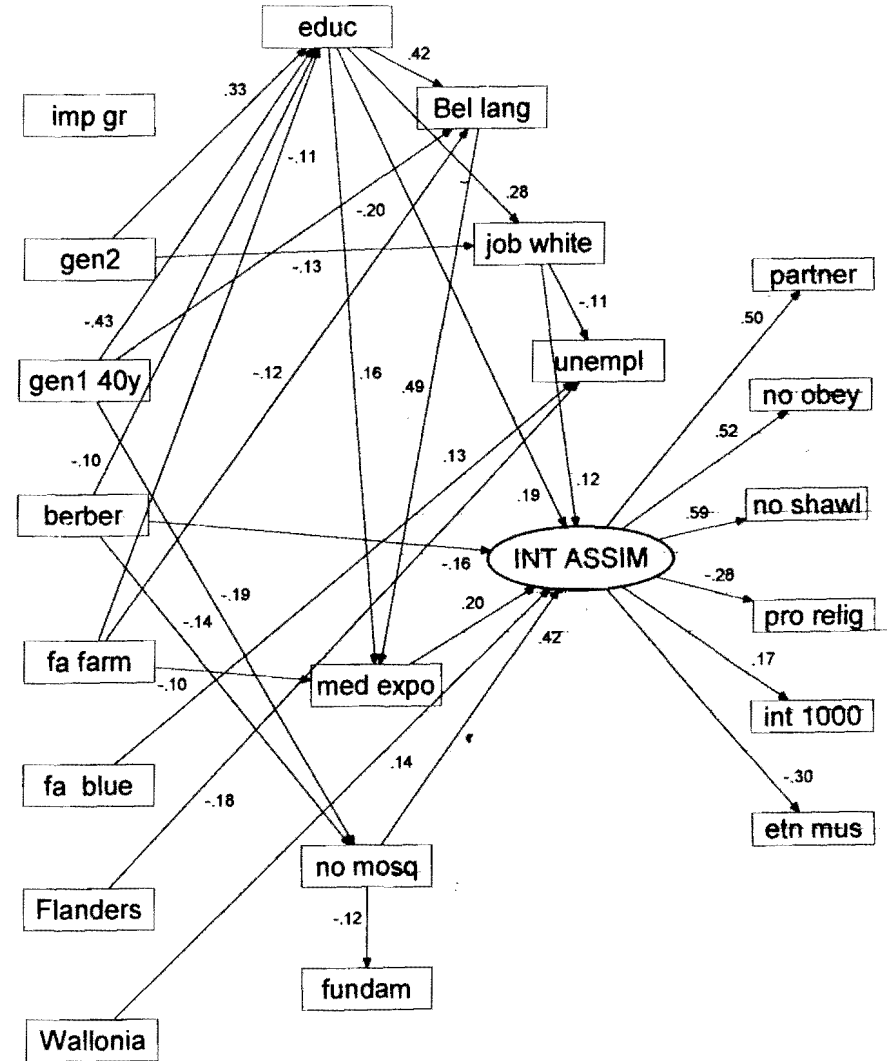 educ
.42
.33
imp gr
Bel lang
-.11
.28
-.20
gen2
-.13
job white
partner
-.11
.50
-.43
gen1 40y
-.12
.16
.49
unempl
no obey
.52
-.10
.13
.19
.12
berber
.59
no shawl
INT ASSIM
-.16
-.28
-.19
.20
-.14
.42
pro relig
fa farm
-.10
med expo
.17
int 1000
fa blue
.14
-.30
-.18
etn mus
no mosq
Flanders
-.12
fundam
Wallonia